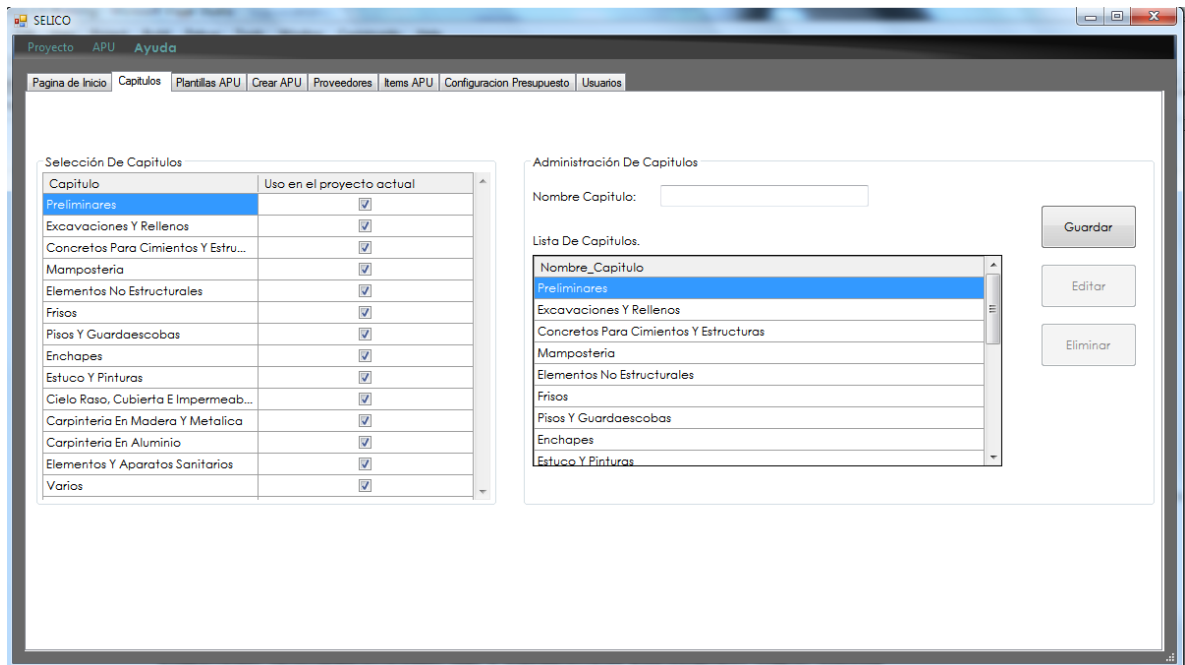 SELICO
Proyecto APU Ayuda
Pagina de Inicio Capitulos Plantillas APU Crear APU Proveedores Items APU Configuracion Presupuesto Usuarios
Selección De Capitulos
Capitulo Uso en el proyecto actual
Preliminares
Excavaciones Y Rellenos
Concretos Para Cimientos Y Estru...
Mamposteria
Elementos No Estructurales
Frisos
Pisos Y Guardaescobas
Enchapes
Estuco Y Pinturas
Cielo Raso, Cubierta E Impermeab...
Carpinteria En Madera Y Metalica
Carpinteria En Aluminio
Elementos Y Aparatos Sanitarios
Varios
Administración De Capitulos
Nombre Capitulo:
Lista De Capitulos.
Nombre_Capitulo
Preliminares
Excavaciones Y Rellenos
Concretos Para Cimientos Y Estructuras
Mamposteria
Elementos No Estructurales
Frisos
Pisos Y Guardaescobas
Enchapes
Estuco Y Pinturas
Guardar
Editar
Eliminar